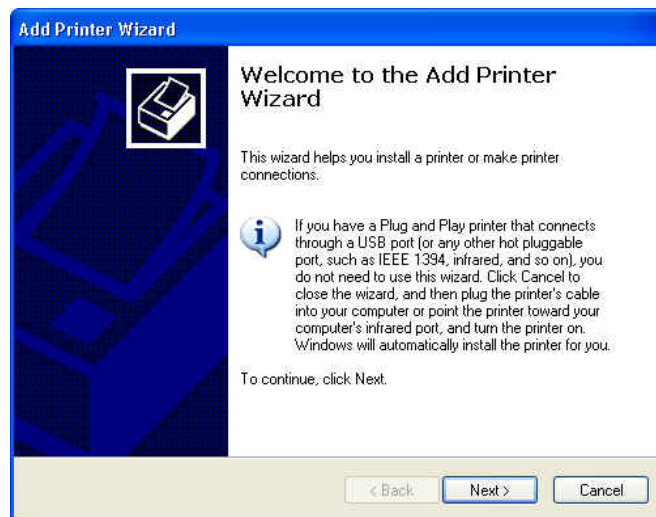 Add Printer Wizard
Welcome to the Add Printer
Wizard
This wizard helps you install a printer or make printer
connections.
If you have a Plug and Play printer that connects
through a USB port (or any other hot pluggable
port, such as IEEE 1394, infrared, and so on), you
do not need to use this wizard. Click Cancel to
close the wizard, and then plug the printer's cable
into your computer or point the printer toward your
computer's infrared port, and turn the printer on.
Windows will automatically install the printer for you.
To continue, click Next.
< Back Next > Cancel